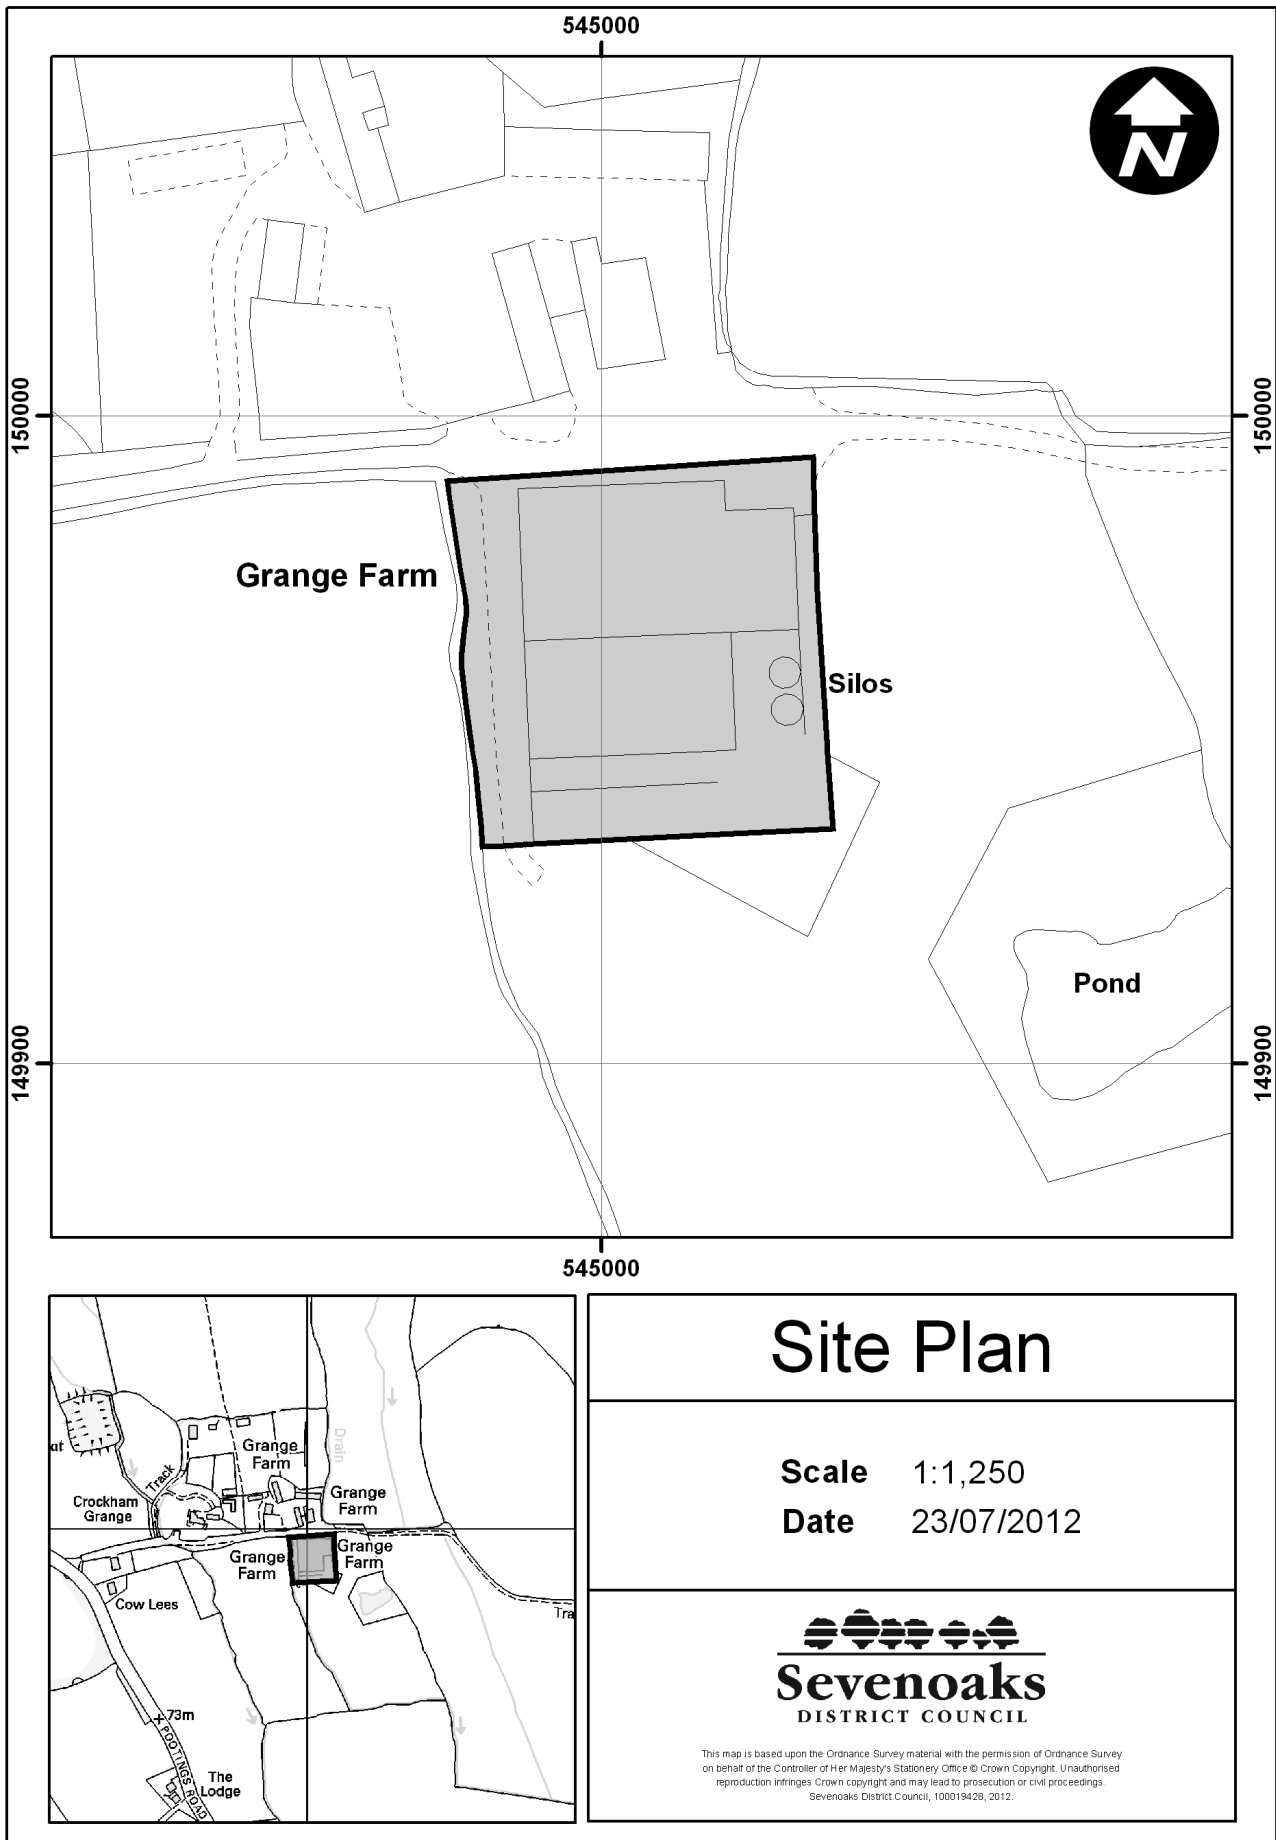 545000
N
150000
150000
Grange Farm
Silos
Pond
149900
149900
545000
at
Track
Crockham
Grange
Grange
Farm
Drain
Grange
Farm
Grange
Farm
Grange
Farm
Cow Lees
Tra
73m
POOTINGS ROAD
The
Lodge
Site Plan
Scale 1:1,250
Date 23/07/2012
Sevenoaks
DISTRICT COUNCIL
This map is based upon the Ordnance Survey material with the permission of Ordnance Survey
on behalf of the Controller of Her Majesty's Stationery Office © Crown Copyright. Unauthorised
reproduction infringes Crown copyright and may lead to prosecution or civil proceedings.
Sevenoaks District Council, 100019428, 2012.